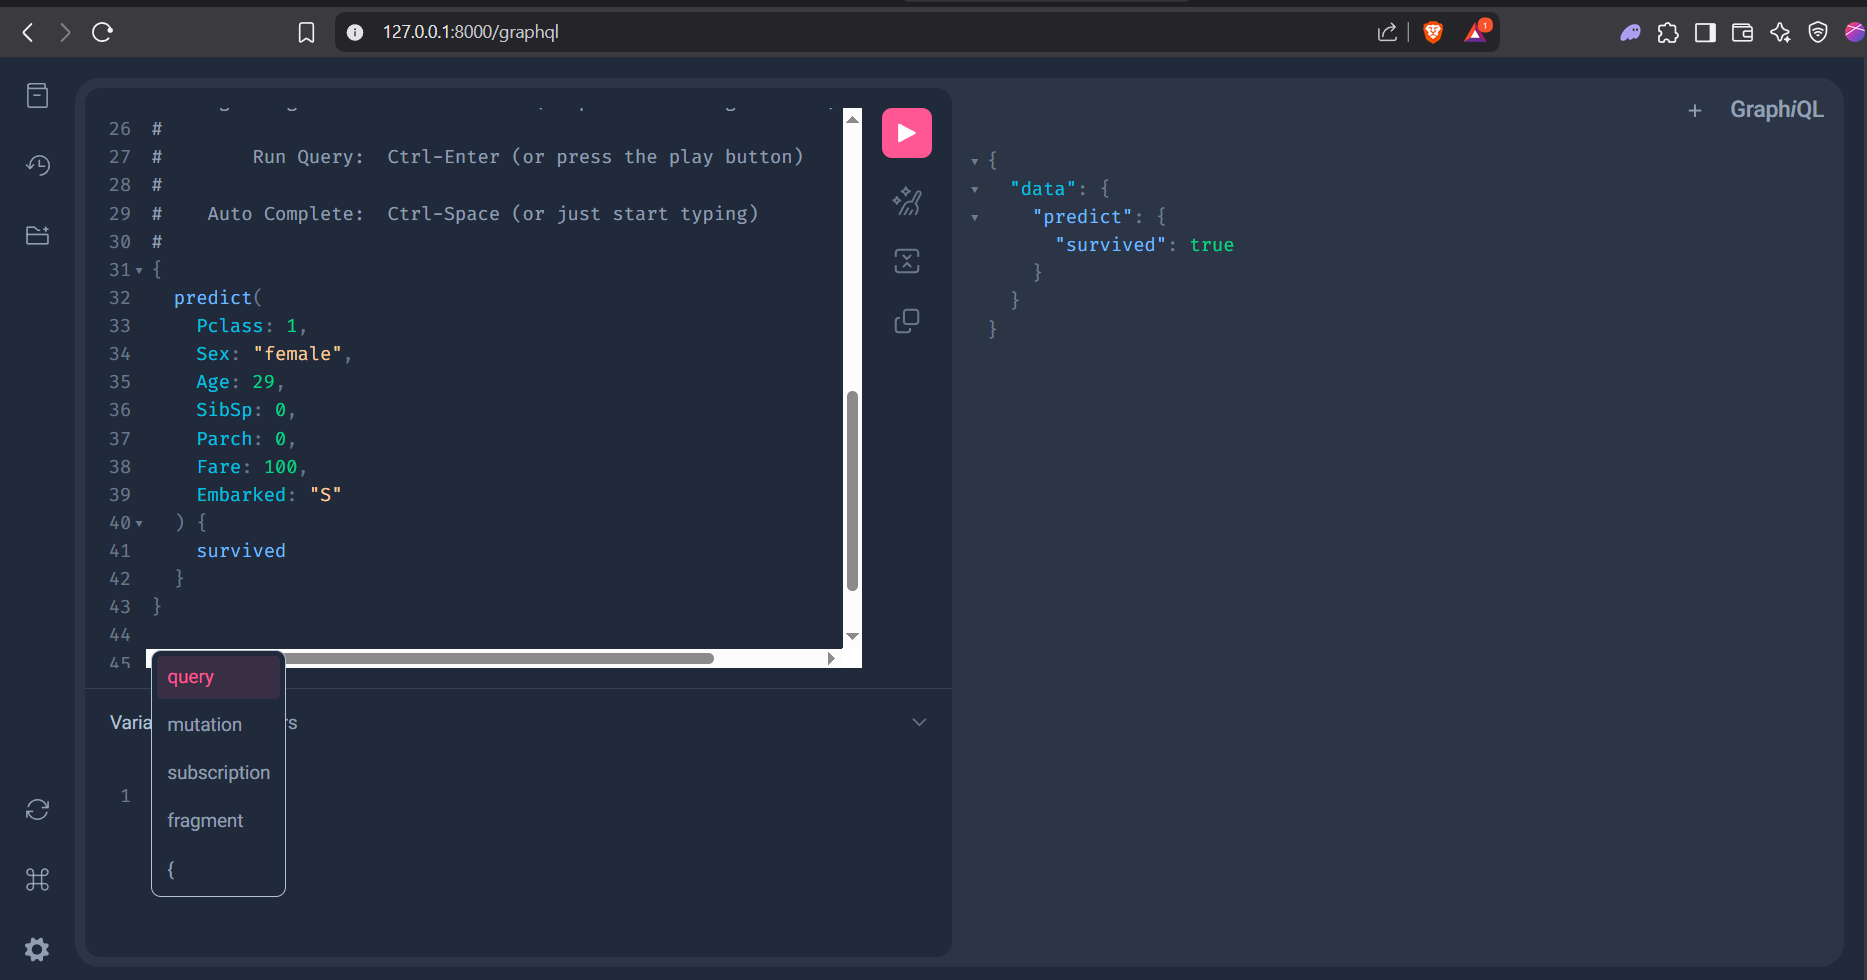 127.0.0.1:8000/graphql
1
GraphiQL
26 #
27 # Run Query: Ctrl-Enter (or press the play button)
28 #
29 # Auto Complete: Ctrl-Space (or just start typing)
30 #
31 {
32 predict(
33 Pclass: 1,
34 Sex: "female",
35 Age: 29,
36 SibSp: 0,
37 Parch: 0,
38 Fare: 100,
39 Embarked: "S"
40 ) {
41 survived
42 }
43 }
44
45
query
mutation
subscription
fragment
{
Varia
rs
1
{
"data": {
"predict": {
"survived": true
}
}
}